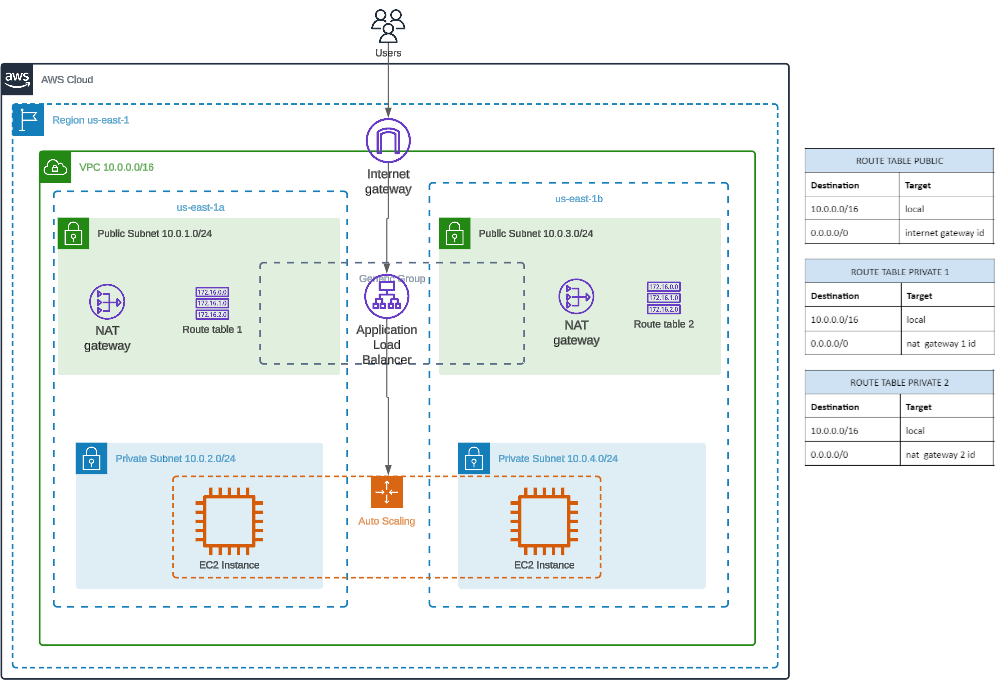 Users
aws
AWS Cloud
Region us-east-1
VPC 10.0.0.0/16
Internet
gateway
us-east-1a
us-east-1b
Public Subnet 10.0.1.0/24
Public Subnet 10.0.3.0/24
Generic Group
172.16.0.0
172.16.1.0
172.16.2.0
NAT
gateway
Route table 1
Application
Load
Balancer
172.16.0.0
172.16.1.0
172.16.2.0
NAT
gateway
Route table 2
Private Subnet 10.0.2.0/24
Private Subnet 10.0.4.0/24
Auto Scaling
EC2 Instance
EC2 Instance
ROUTE TABLE PUBLIC
Destination Target
10.0.0.0/16 local
0.0.0.0/0 internet gateway id
ROUTE TABLE PRIVATE 1
Destination Target
10.0.0.0/16 local
0.0.0.0/0 nat gateway 1 id
ROUTE TABLE PRIVATE 2
Destination Target
10.0.0.0/16 local
0.0.0.0/0 nat gateway 2 id